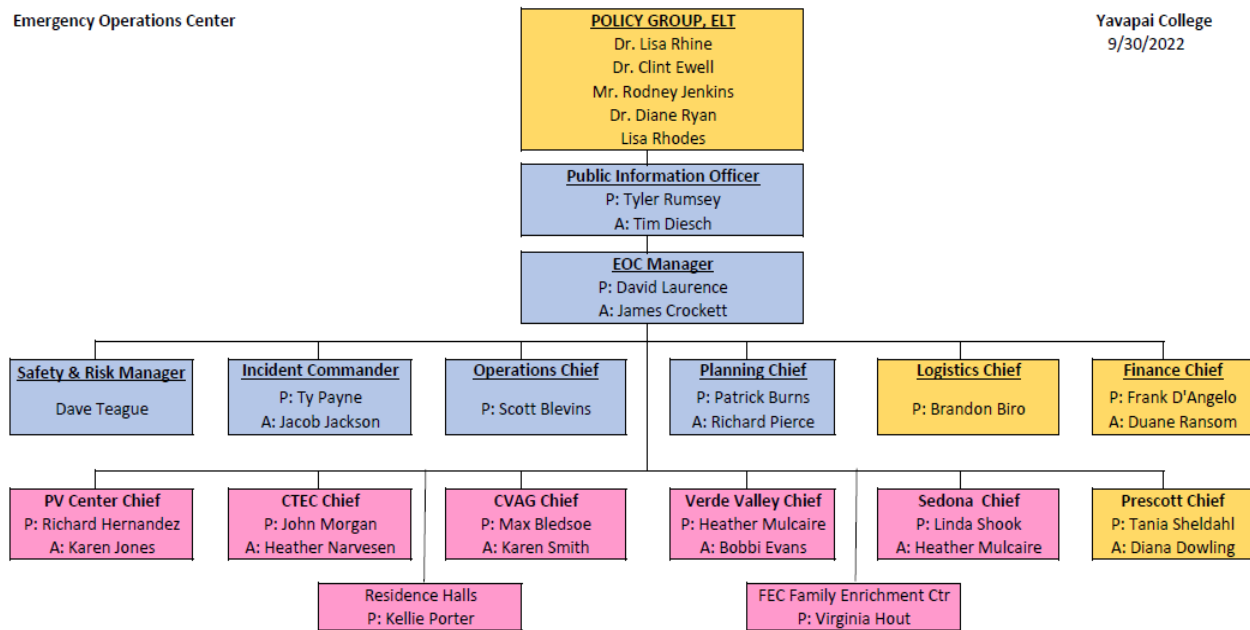 Emergency Operations Center
Yavapai College
9/30/2022
POLICY GROUP, ELT
Dr. Lisa Rhine
Dr. Clint Ewell
Mr. Rodney Jenkins
Dr. Diane Ryan
Lisa Rhodes
Public Information Officer
P: Tyler Rumsey
A: Tim Diesch
EOC Manager
P: David Laurence
A: James Crockett
Safety & Risk Manager
Dave Teague
Incident Commander
P: Ty Payne
A: Jacob Jackson
Operations Chief
P: Scott Blevins
Planning Chief
P: Patrick Burns
A: Richard Pierce
Logistics Chief
P: Brandon Biro
Finance Chief
P: Frank D'Angelo
A: Duane Ransom
PV Center Chief
P: Richard Hernandez
A: Karen Jones
CTEC Chief
P: John Morgan
A: Heather Narvesen
CVAG Chief
P: Max Bledsoe
A: Karen Smith
Verde Valley Chief
P: Heather Mulcaire
A: Bobbi Evans
Sedona  Chief
P: Linda Shook
A: Heather Mulcaire
Prescott Chief
P: Tania Sheldahl
A: Diana Dowling
Residence Halls
P: Kellie Porter
FEC Family Enrichment Ctr
P: Virginia Hout